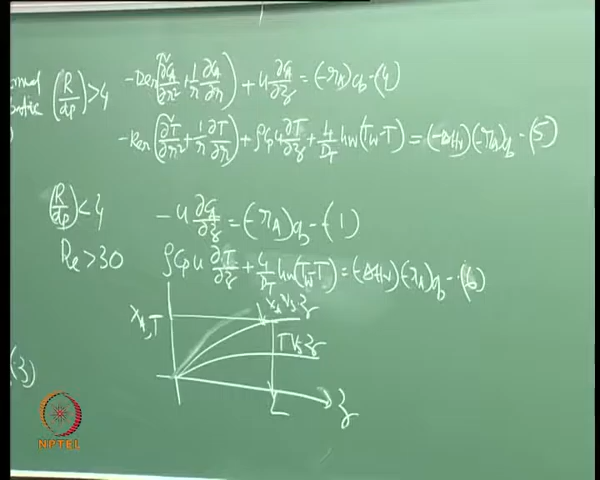 (R/dp) > 4   -Der(∂²CA/∂r² + 1/r ∂CA/∂r) + u ∂CA/∂z = (-rA)ρb - (4)
-ker(∂²T/∂r² + 1/r ∂T/∂r) + ρCpu ∂T/∂z + 4/DT hw(Tw-T) = (-ΔHr)(-rA)ρb - (5)
(R/dp) < 4   -u ∂CA/∂z = (-rA)ρb - (1)
Re > 30   ρCpu ∂T/∂z + 4/DT hw(Tw-T) = (-ΔHr)(-rA)ρb - (6)
xA vs z
xA, T
T vs z
(3)
L
z
NPTEL